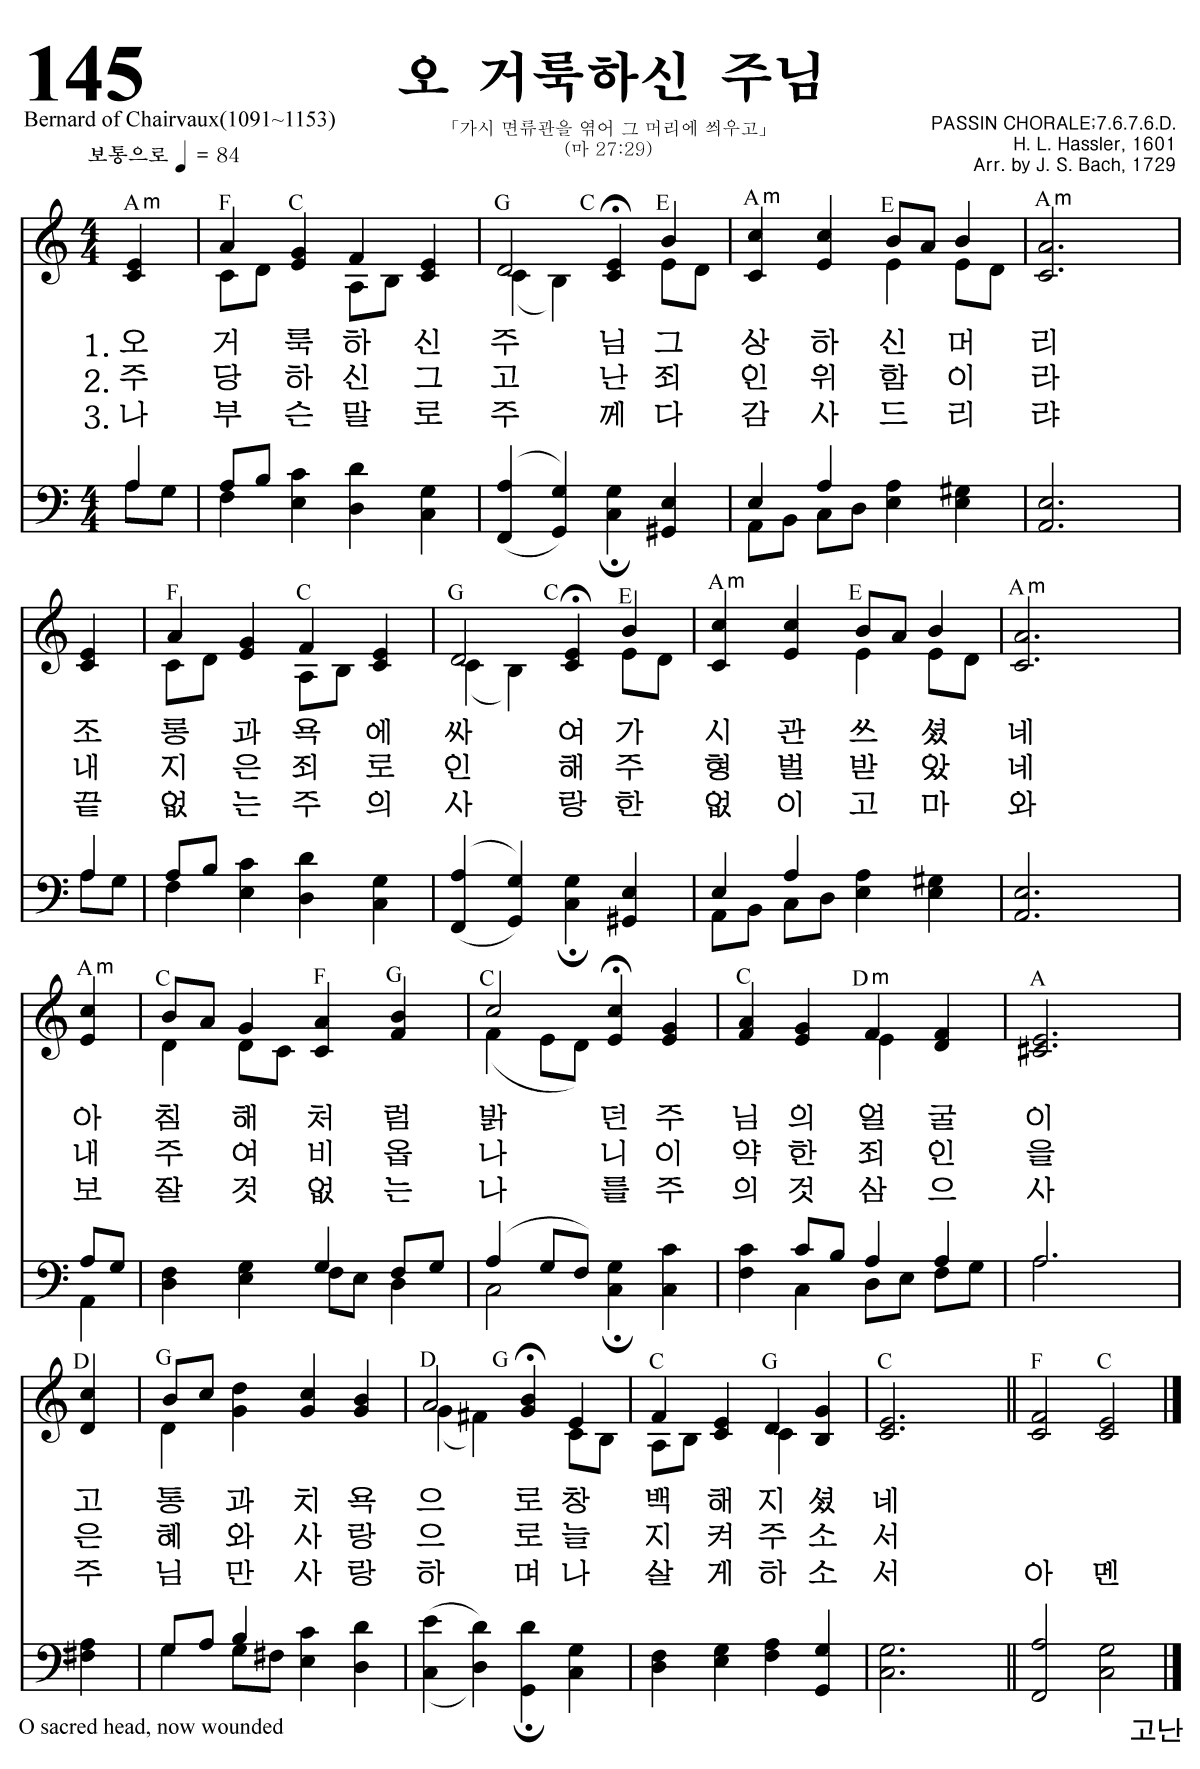 145
오 거룩하신 주님
Bernard of Chairvaux(1091~1153)
「가시 면류관을 엮어 그 머리에 씌우고」
(마 27:29)
PASSIN CHORALE:7.6.7.6.D.
H. L. Hassler, 1601
Arr. by J. S. Bach, 1729
보통으로 ♩ = 84
Am F C G C E Am E Am
4/4
1. 오 거 룩 하 신 주 님 그 상 하 신 머 리
2. 주 당 하 신 그 고 난 죄 인 위 함 이 라
3. 나 부 슨 말 로 주 께 다 감 사 드 리 랴
4/4
F C G C E Am E Am
조 롱 과 욕 에 싸 여 가 시 관 쓰 셨 네
내 지 은 죄 로 인 해 주 형 벌 받 았 네
끝 없 는 주 의 사 랑 한 없 이 고 마 와
Am C F G C C Dm A
아 침 해 처 럼 밝 던 주 님 의 얼 굴 이
내 주 여 비 옵 나 니 이 약 한 죄 인 을
보 잘 것 없 는 나 를 주 의 것 삼 으 사
D G D G C G C F C
고 통 과 치 욕 으 로 창 백 해 지 셨 네
은 혜 와 사 랑 으 로 늘 지 켜 주 소 서
주 님 만 사 랑 하 며 나 살 게 하 소 서 아 멘
O sacred head, now wounded
고난